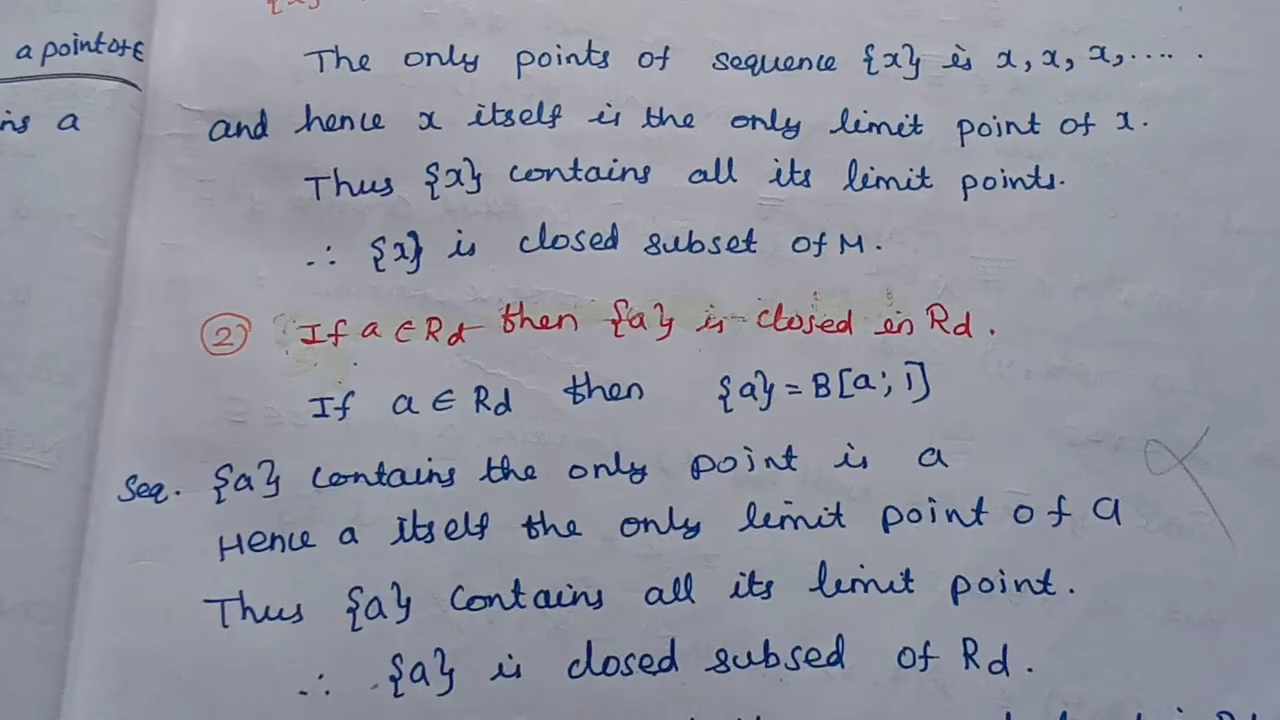 a point of E
is a
The only points of sequence {x} is x, x, x, .....
and hence x itself is the only limit point of x.
Thus {x} contains all its limit points.
∴ {x} is closed subset of M.
② If a ∈ Rd then {a} is closed in Rd.
If a ∈ Rd then {a} = B[a; 1]
Seq. {a} contains the only point is a
Hence a itself the only limit point of a
Thus {a} contains all its limit point.
∴ {a} is closed subsed of Rd.